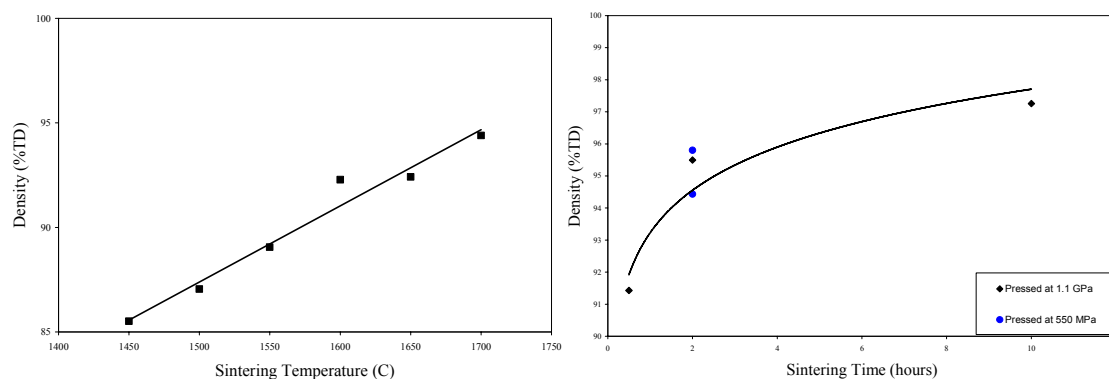 100
95
90
85
Density (%TD)
1400 1450 1500 1550 1600 1650 1700 1750
Sintering Temperature (C)
100
99
98
97
96
95
94
93
92
91
90
Density (%TD)
0 2 4 6 8 10
Sintering Time (hours)
Pressed at 1.1 GPa
Pressed at 550 MPa